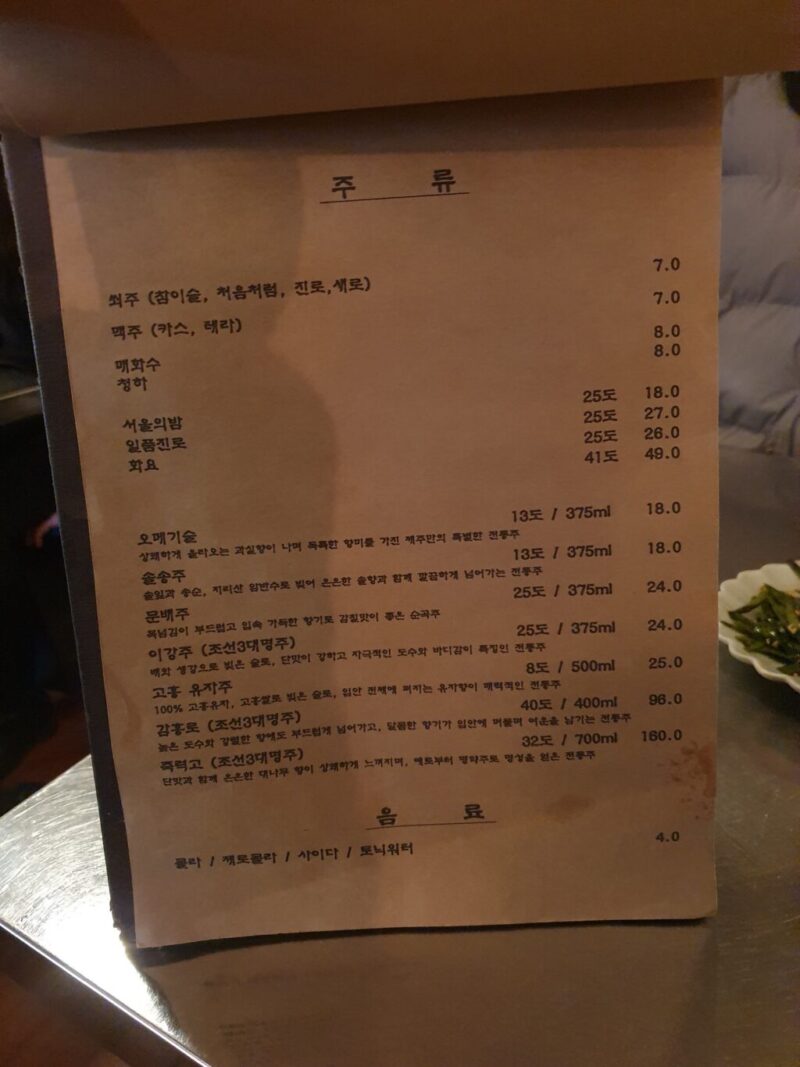 주 류
쐬주 (참이슬, 처음처럼, 진로,새로) 7.0
맥주 (카스, 테라) 7.0
매화수 8.0
청하 8.0
서울의밤 25도 18.0
일품진로 25도 27.0
화요 25도 26.0
41도 49.0
오메기술 13도 / 375ml 18.0
상쾌하게 올라오는 과실향이 나며 독특한 향미를 가진 제주만의 특별한 전통주
솔송주 13도 / 375ml 18.0
솔잎과 송순, 지리산 암반수로 빚어 은은한 솔향과 함께 깔끔하게 넘어가는 전통주
문배주 25도 / 375ml 24.0
목넘김이 부드럽고 입속 가득한 향기로 감칠맛이 좋은 순곡주
이강주 (조선3대명주) 25도 / 375ml 24.0
배와 생강으로 빚은 술로, 단맛이 강하고 자극적인 도수와 바디감이 특징인 전통주
고흥 유자주 8도 / 500ml 25.0
100% 고흥유자, 고흥쌀로 빚은 술로, 입안 전체에 퍼지는 유자향이 매력적인 전통주
감홍로 (조선3대명주) 40도 / 400ml 96.0
높은 도수와 강렬한 향에도 부드럽게 넘어가고, 달콤한 향기가 입안에 머물며 여운을 남기는 전통주
죽력고 (조선3대명주) 32도 / 700ml 160.0
단맛과 함께 은은한 대나무 향이 상쾌하게 느껴지며, 예로부터 명약주로 명성을 얻은 전통주
음 료
콜라 / 제로콜라 / 사이다 / 토닉워터 4.0